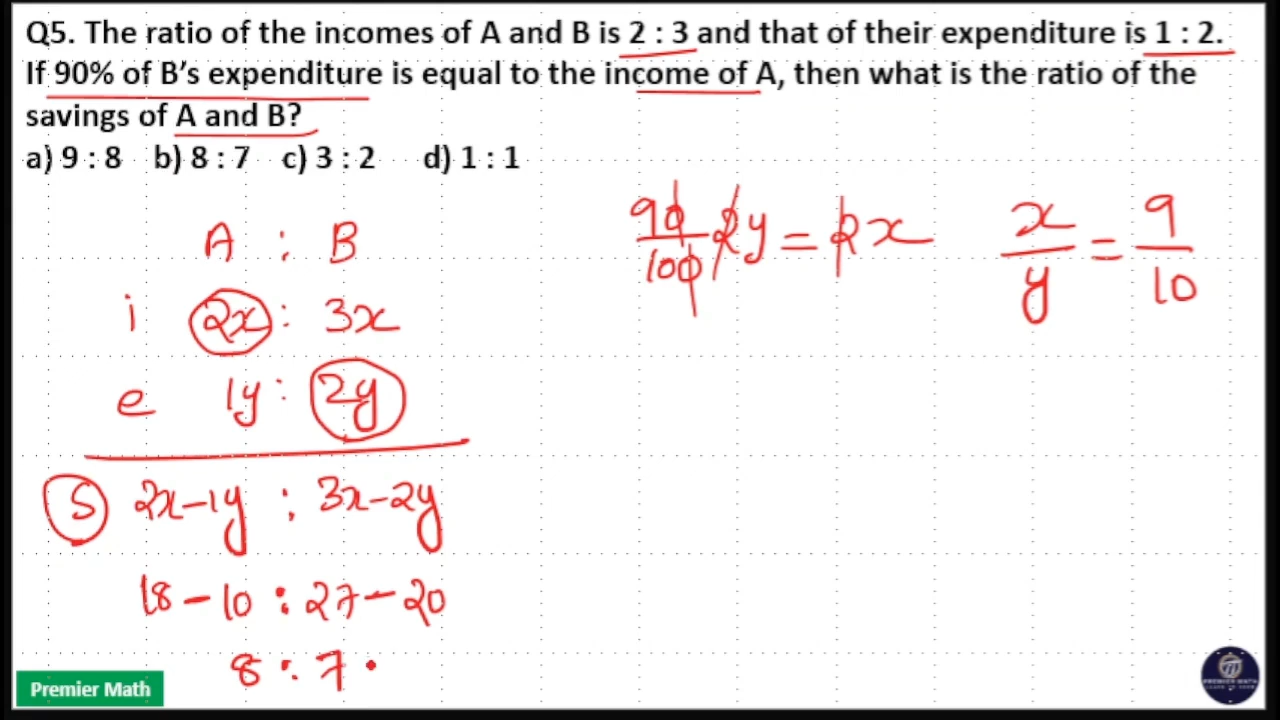 Q5. The ratio of the incomes of A and B is 2 : 3 and that of their expenditure is 1 : 2.
If 90% of B’s expenditure is equal to the income of A, then what is the ratio of the
savings of A and B?
a) 9 : 8 b) 8 : 7 c) 3 : 2 d) 1 : 1
A : B
i 2x : 3x
e 1y : 2y
S 2x-1y : 3x-2y
18 - 10 : 27 - 20
8 : 7
90/100 2y = 2x
x/y = 9/10
Premier Math
PREMIER MATH